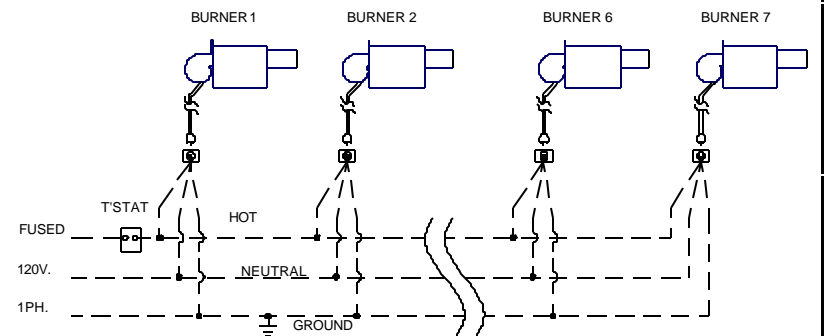 BURNER 1 BURNER 2 BURNER 6 BURNER 7
T'STAT
HOT
FUSED
120V.
NEUTRAL
1PH.
GROUND